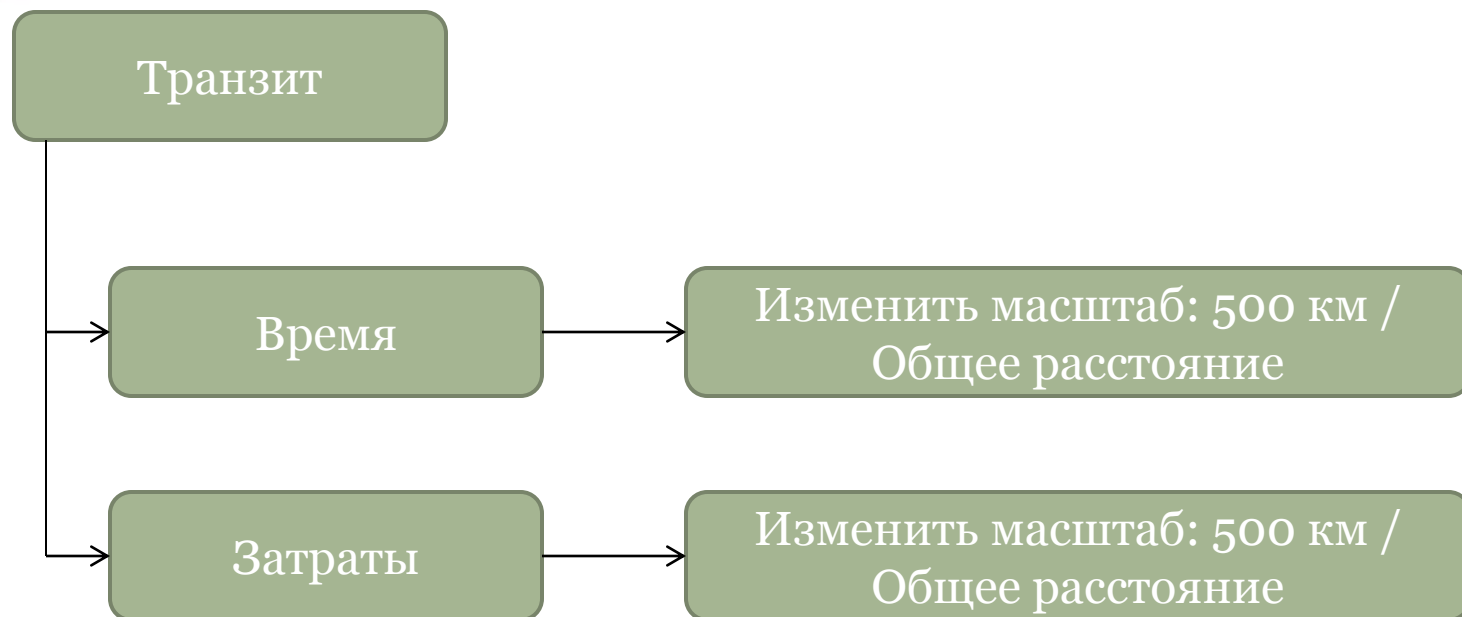 Транзит
Время
Изменить масштаб: 500 км /
Общее расстояние
Затраты
Изменить масштаб: 500 км /
Общее расстояние